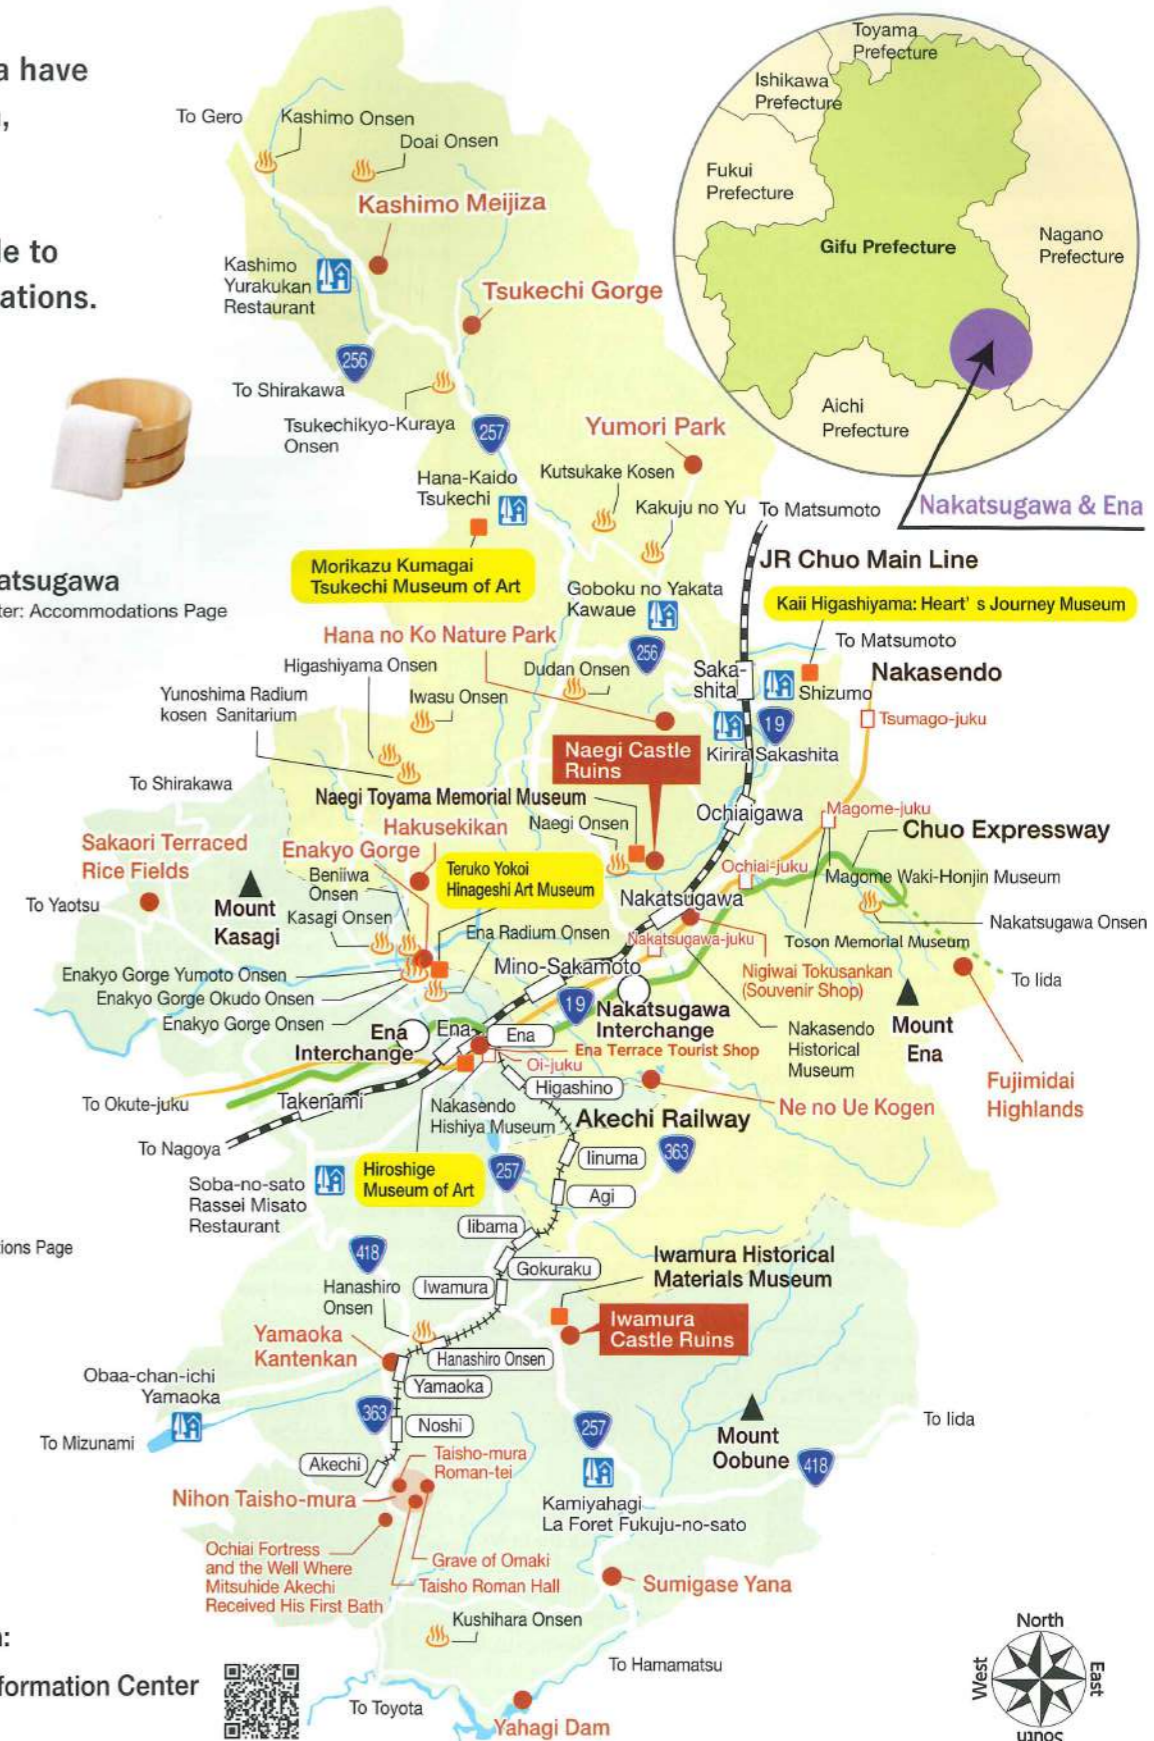 a have
,
le to
ations.
atsugawa
ter: Accommodations Page
ions Page
n:
formation Center
Toyama
Prefecture
Ishikawa
Prefecture
Fukui
Prefecture
Gifu Prefecture
Nagano
Prefecture
Aichi
Prefecture
Nakatsugawa & Ena
To Gero
Kashimo Onsen
Doai Onsen
Kashimo Meijiza
Kashimo
Yurakukan
Restaurant
Tsukechi Gorge
256
To Shirakawa
Tsukechikyo-Kuraya
Onsen
257
Yumori Park
Hana-Kaido
Tsukechi
Kutsukake Kosen
Kakuju no Yu
To Matsumoto
JR Chuo Main Line
Morikazu Kumagai
Tsukechi Museum of Art
Goboku no Yakata
Kawaue
Kaii Higashiyama: Heart' s Journey Museum
To Matsumoto
Hana no Ko Nature Park
256
Higashiyama Onsen
Dudan Onsen
Saka-
shita
Shizumo
Nakasendo
Yunoshima Radium
kosen Sanitarium
Iwasu Onsen
19
Tsumago-juku
Kirira Sakashita
Naegi Castle
Ruins
To Shirakawa
Naegi Toyama Memorial Museum
Ochiaigawa
Magome-juku
Hakusekikan
Naegi Onsen
Chuo Expressway
Sakaori Terraced
Rice Fields
Enakyo Gorge
Teruko Yokoi
Hinageshi Art Museum
Ochiai-juku
Magome Waki-Honjin Museum
Beniiwa
Onsen
To Yaotsu
Mount
Kasagi
Kasagi Onsen
Nakatsugawa
Nakatsugawa Onsen
Ena Radium Onsen
Nakatsugawa-juku
Toson Memorial Museum
Enakyo Gorge Yumoto Onsen
Mino-Sakamoto
Nigiwai Tokusankan
(Souvenir Shop)
To Iida
Enakyo Gorge Okudo Onsen
19
Nakatsugawa
Interchange
Enakyo Gorge Onsen
Mount
Ena
Nakasendo
Historical
Museum
Ena
Interchange
Ena
Ena
Ena Terrace Tourist Shop
Oi-juku
Fujimidai
Highlands
Higashino
Ne no Ue Kogen
To Okute-juku
Takenami
Nakasendo
Hishiya Museum
Akechi Railway
To Nagoya
Iinuma
363
Hiroshige
Museum of Art
257
Soba-no-sato
Rassei Misato
Restaurant
Agi
Iibama
418
Gokuraku
Iwamura Historical
Materials Museum
Hanashiro
Onsen
Iwamura
Iwamura
Castle Ruins
Yamaoka
Kantenkan
Hanashiro Onsen
Obaa-chan-ichi
Yamaoka
Yamaoka
363
Noshi
257
To Iida
To Mizunami
Mount
Oobune
418
Akechi
Taisho-mura
Roman-tei
Nihon Taisho-mura
Kamiyahagi
La Foret Fukuju-no-sato
Ochiai Fortress
and the Well Where
Mitsuhide Akechi
Received His First Bath
Grave of Omaki
Taisho Roman Hall
Sumigase Yana
Kushihara Onsen
To Hamamatsu
To Toyota
Yahagi Dam
North
West
East
South